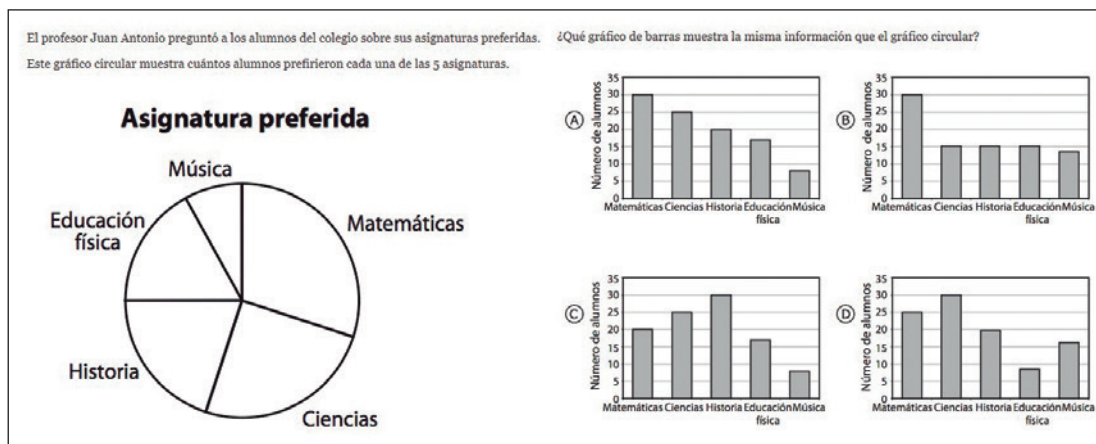 El profesor Juan Antonio preguntó a los alumnos del colegio sobre sus asignaturas preferidas.
Este gráfico circular muestra cuántos alumnos prefirieron cada una de las 5 asignaturas.
Asignatura preferida
Música
Educación
física
Matemáticas
Historia
Ciencias
¿Qué gráfico de barras muestra la misma información que el gráfico circular?
A
Número de alumnos
35
30
25
20
15
10
5
0
Matemáticas Ciencias Historia Educación Música
física
B
Número de alumnos
35
30
25
20
15
10
5
0
Matemáticas Ciencias Historia Educación Música
física
C
Número de alumnos
35
30
25
20
15
10
5
0
Matemáticas Ciencias Historia Educación Música
física
D
Número de alumnos
35
30
25
20
15
10
5
0
Matemáticas Ciencias Historia Educación Música
física